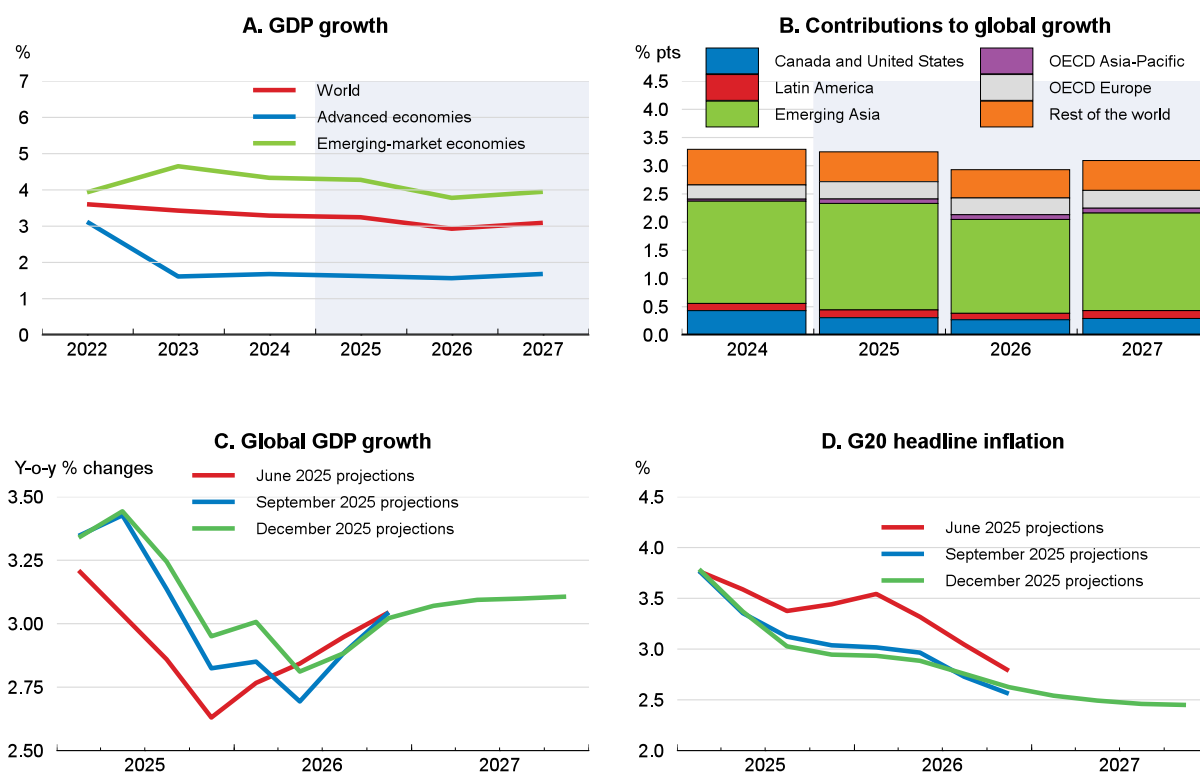 A. GDP growth
%
World
Advanced economies
Emerging-market economies
7
6
5
4
3
2
1
0
2022 2023 2024 2025 2026 2027
B. Contributions to global growth
% pts
Canada and United States
Latin America
Emerging Asia
OECD Asia-Pacific
OECD Europe
Rest of the world
4.5
4.0
3.5
3.0
2.5
2.0
1.5
1.0
0.5
0.0
2024 2025 2026 2027
C. Global GDP growth
Y-o-y % changes
June 2025 projections
September 2025 projections
December 2025 projections
3.50
3.25
3.00
2.75
2.50
2025 2026 2027
D. G20 headline inflation
%
June 2025 projections
September 2025 projections
December 2025 projections
4.5
4.0
3.5
3.0
2.5
2.0
2025 2026 2027